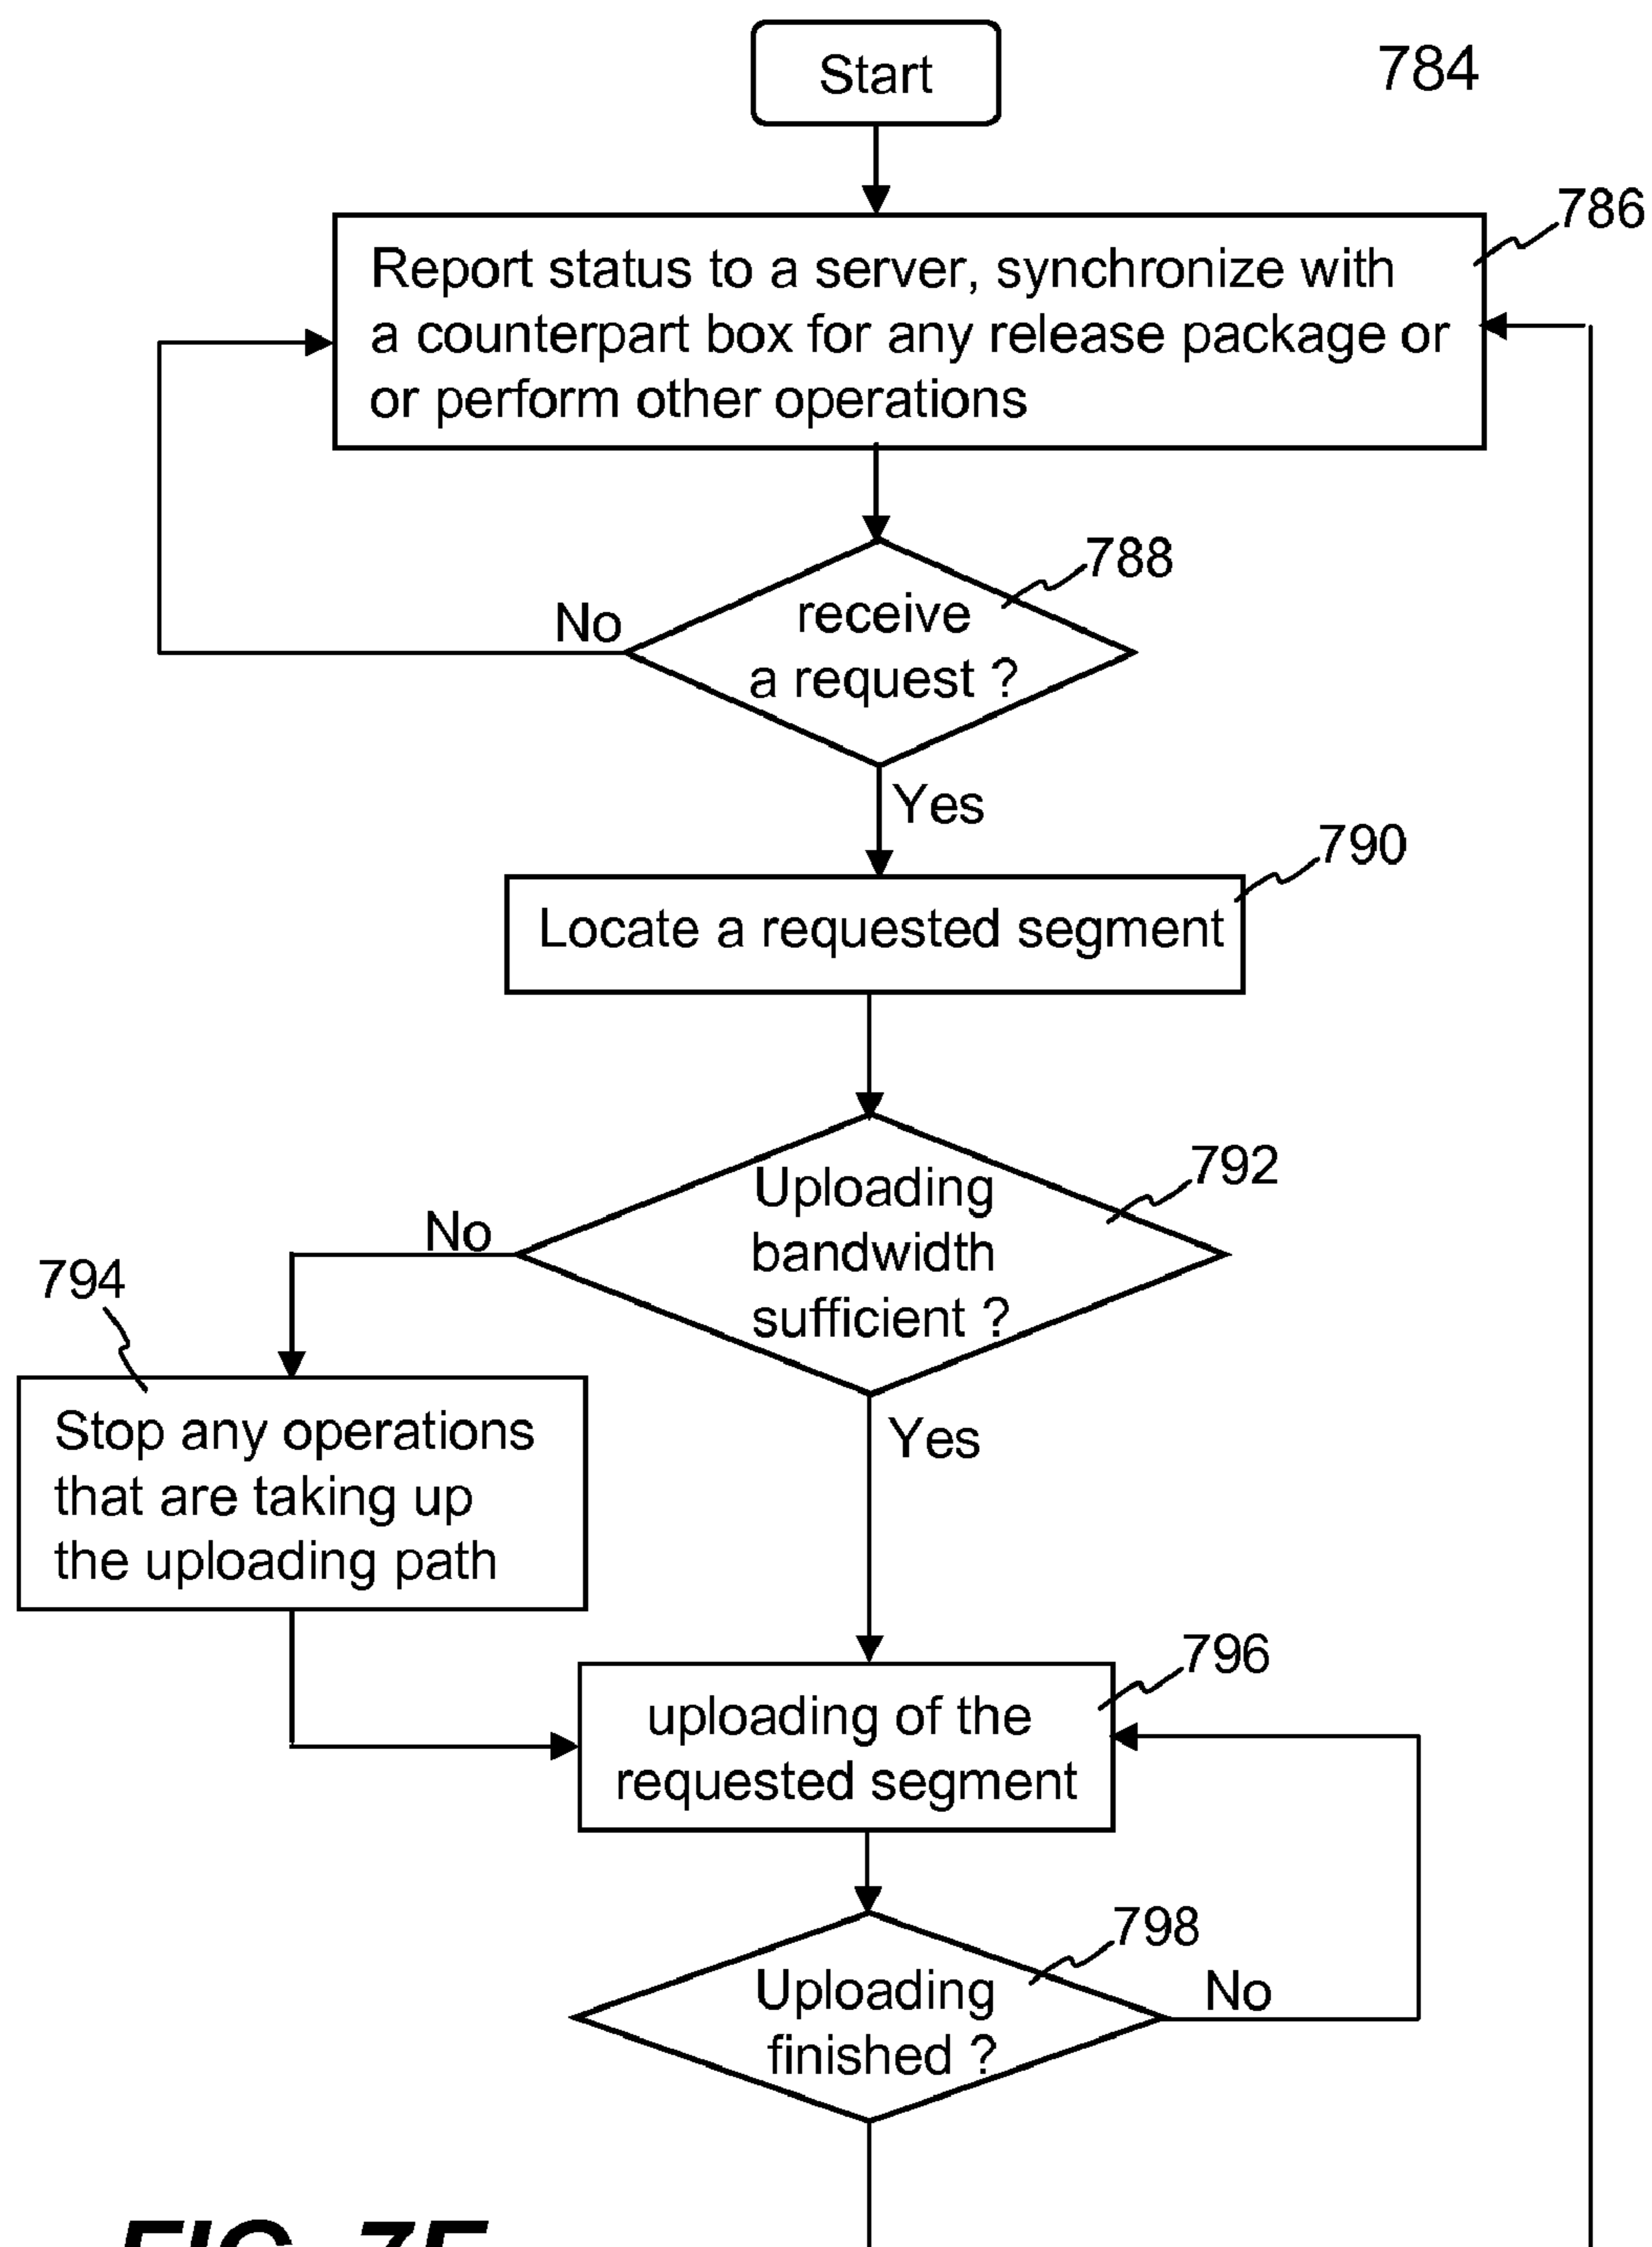 Start
784
786
Report status to a server, synchronize with
a counterpart box for any release package or
or perform other operations
788
receive
a request ?
No
Yes
790
Locate a requested segment
792
Uploading
bandwidth
sufficient ?
No
794
Yes
Stop any operations
that are taking up
the uploading path
796
uploading of the
requested segment
798
Uploading
finished ?
No